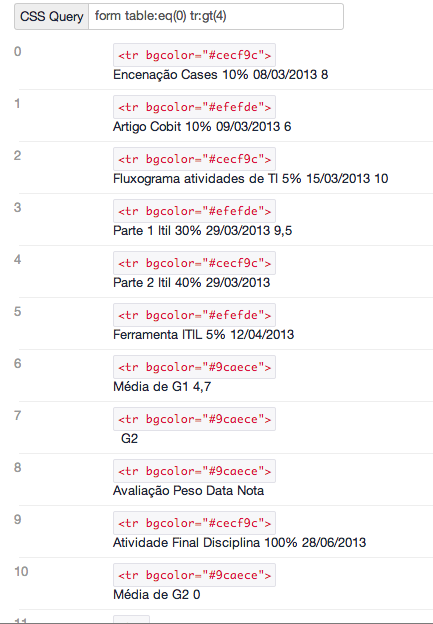 CSS Query form table:eq(0) tr:gt(4)
0 <tr bgcolor="#cecf9c">
Encenação Cases 10% 08/03/2013 8
1 <tr bgcolor="#efefde">
Artigo Cobit 10% 09/03/2013 6
2 <tr bgcolor="#cecf9c">
Fluxograma atividades de TI 5% 15/03/2013 10
3 <tr bgcolor="#efefde">
Parte 1 Itil 30% 29/03/2013 9,5
4 <tr bgcolor="#cecf9c">
Parte 2 Itil 40% 29/03/2013
5 <tr bgcolor="#efefde">
Ferramenta ITIL 5% 12/04/2013
6 <tr bgcolor="#9caece">
Média de G1 4,7
7 <tr bgcolor="#9caece">
G2
8 <tr bgcolor="#9caece">
Avaliação Peso Data Nota
9 <tr bgcolor="#cecf9c">
Atividade Final Disciplina 100% 28/06/2013
10 <tr bgcolor="#9caece">
Média de G2 0